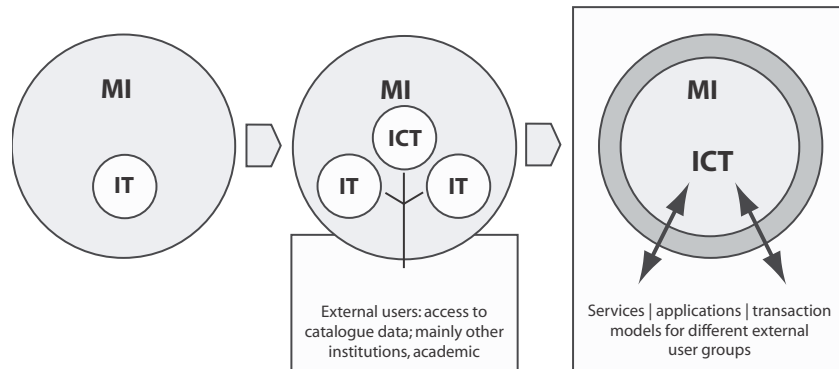 MI
IT
MI
ICT
IT
IT
External users: access to
catalogue data; mainly other
institutions, academic
MI
ICT
Services | applications | transaction
models for different external
user groups